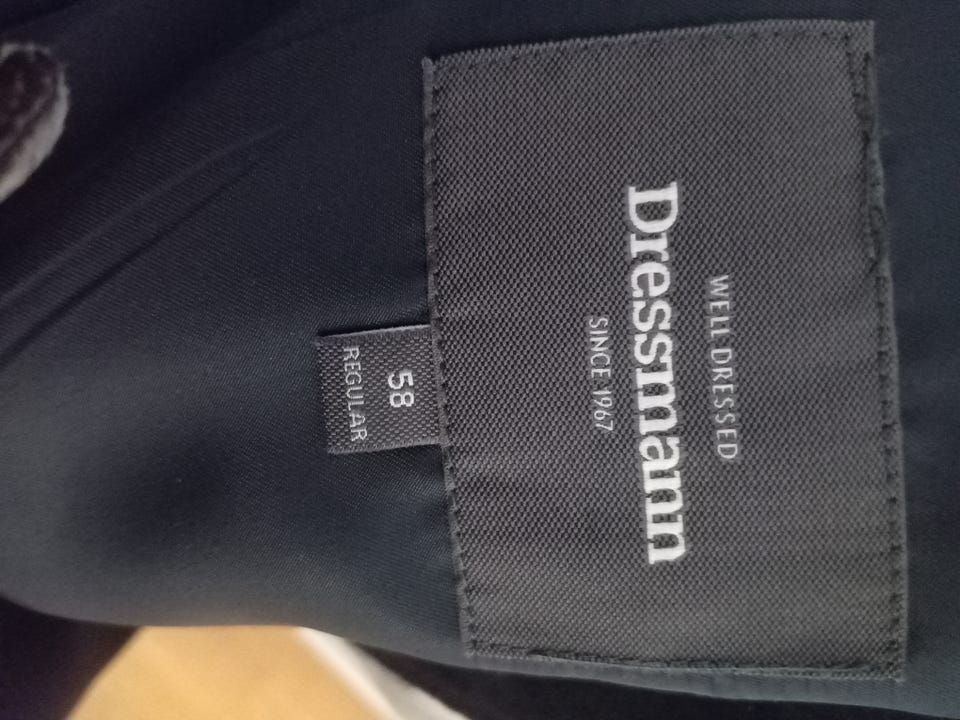 WELL DRESSED
Dressmann
SINCE 1967
58
REGULAR